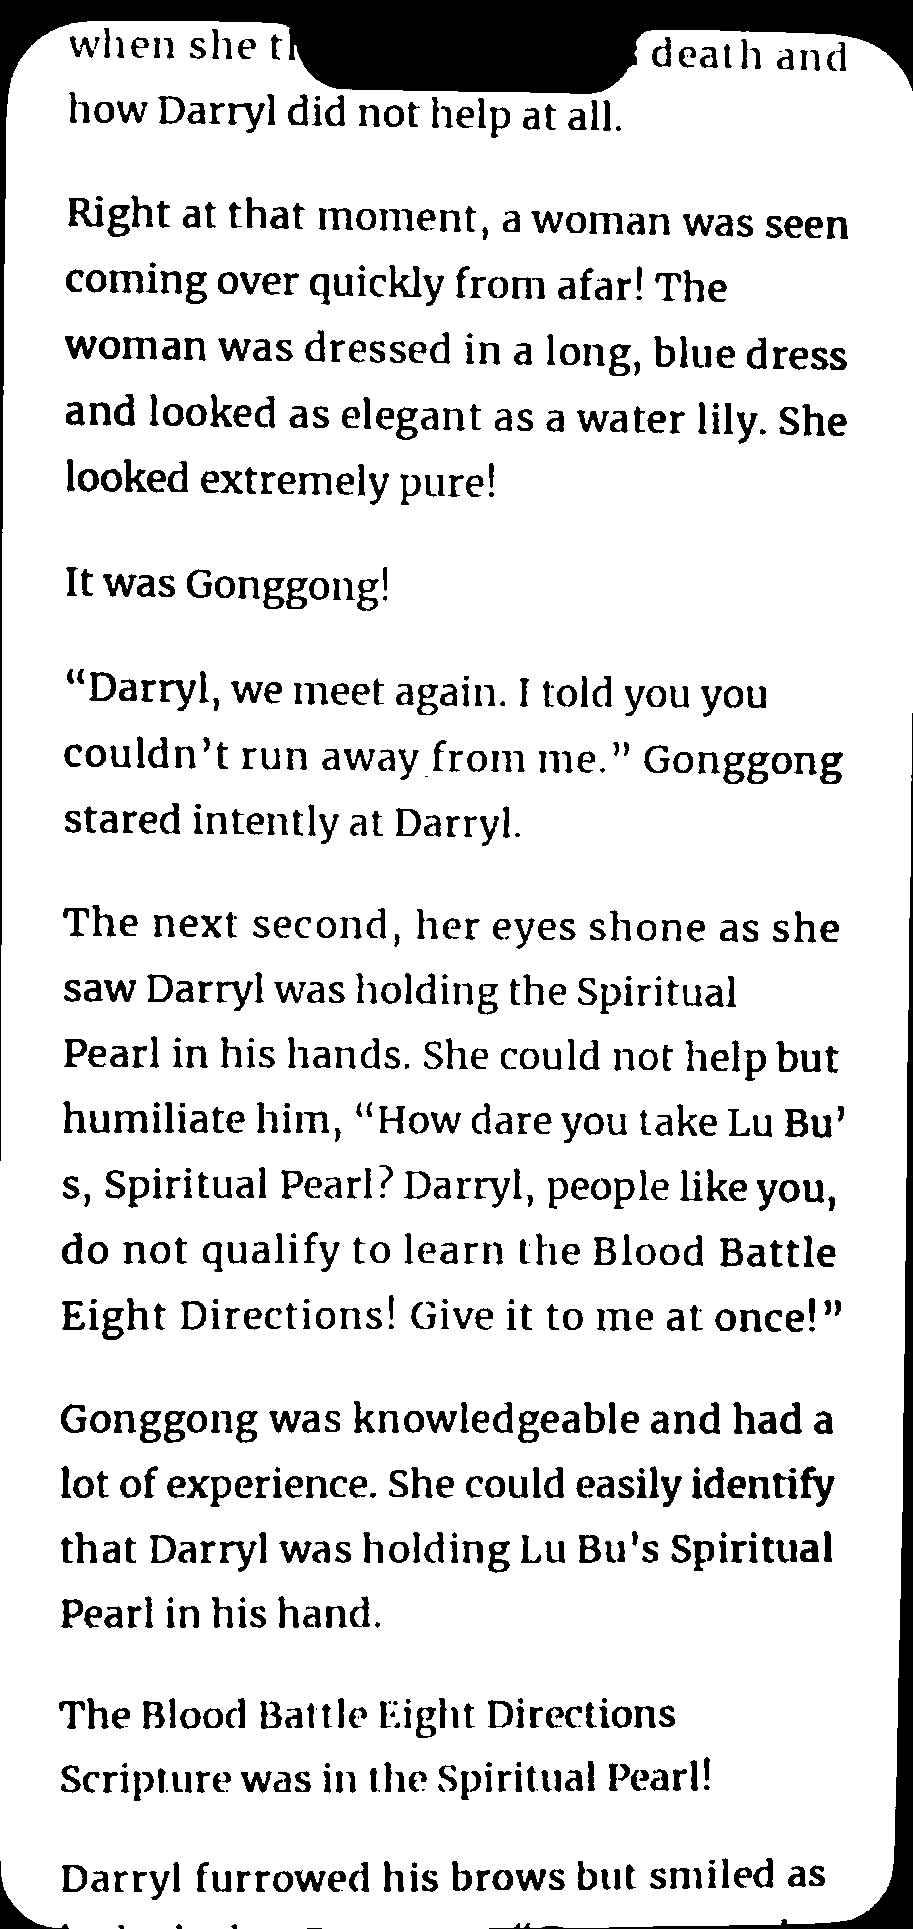 when she death and
how Darryl did not help at all.
Right at that moment, a woman was seen
coming over quickly from afar! The
woman was dressed in a long, blue dress
and looked as elegant as a water lily. She
looked extremely pure!
It was Gonggong!
“Darryl, we meet again. I told you you
couldn’t run away from me.” Gonggong
stared intently at Darryl.
The next second, her eyes shone as she
saw Darryl was holding the Spiritual
Pearl in his hands. She could not help but
humiliate him, “How dare you take Lu Bu’
s, Spiritual Pearl? Darryl, people like you,
do not qualify to learn the Blood Battle
Eight Directions! Give it to me at once!”
Gonggong was knowledgeable and had a
lot of experience. She could easily identify
that Darryl was holding Lu Bu's Spiritual
Pearl in his hand.
The Blood Battle Eight Directions
Scripture was in the Spiritual Pearl!
Darryl furrowed his brows but smiled as